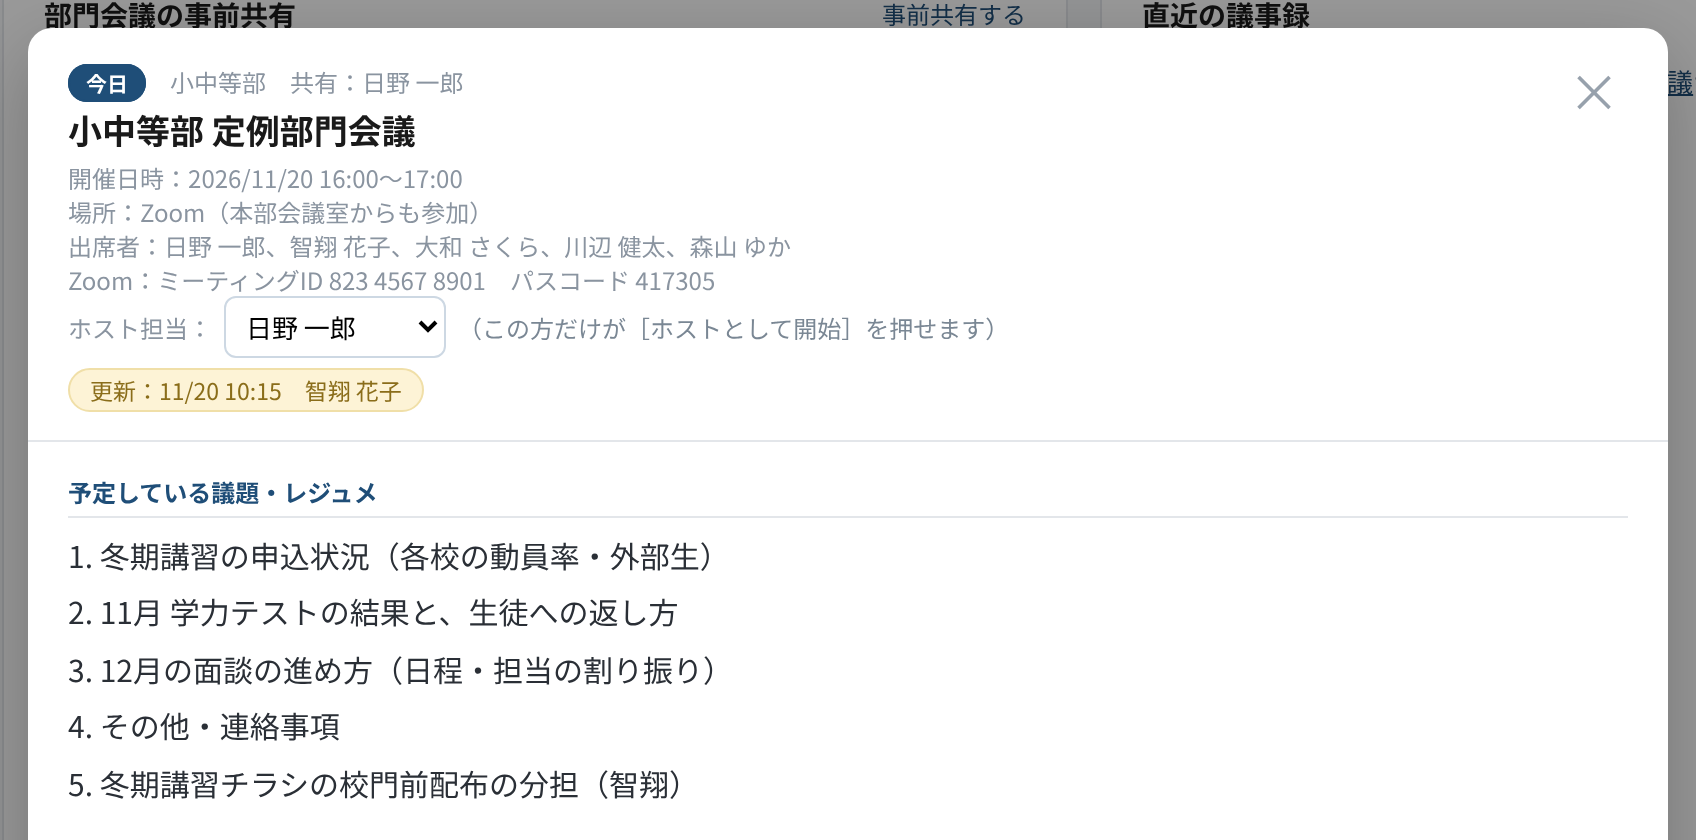 部門会議の事前共有
事前共有する
直近の議事録
今日 小中等部 共有：日野 一郎
議
小中等部 定例部門会議
開催日時：2026/11/20 16:00～17:00
場所：Zoom（本部会議室からも参加）
出席者：日野 一郎、智翔 花子、大和 さくら、川辺 健太、森山 ゆか
Zoom：ミーティングID 823 4567 8901 パスコード 417305
ホスト担当： 日野 一郎 （この方だけが［ホストとして開始］を押せます）
更新：11/20 10:15 智翔 花子
予定している議題・レジュメ
1. 冬期講習の申込状況（各校の動員率・外部生）
2. 11月 学力テストの結果と、生徒への返し方
3. 12月の面談の進め方（日程・担当の割り振り）
4. その他・連絡事項
5. 冬期講習チラシの校門前配布の分担（智翔）